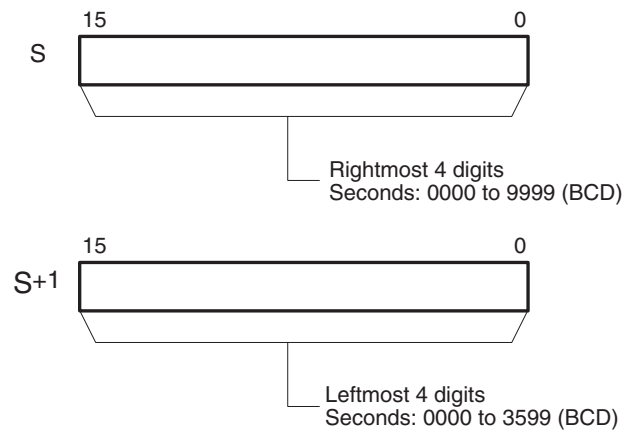 15 0
S
Rightmost 4 digits
Seconds: 0000 to 9999 (BCD)
15 0
S+1
Leftmost 4 digits
Seconds: 0000 to 3599 (BCD)